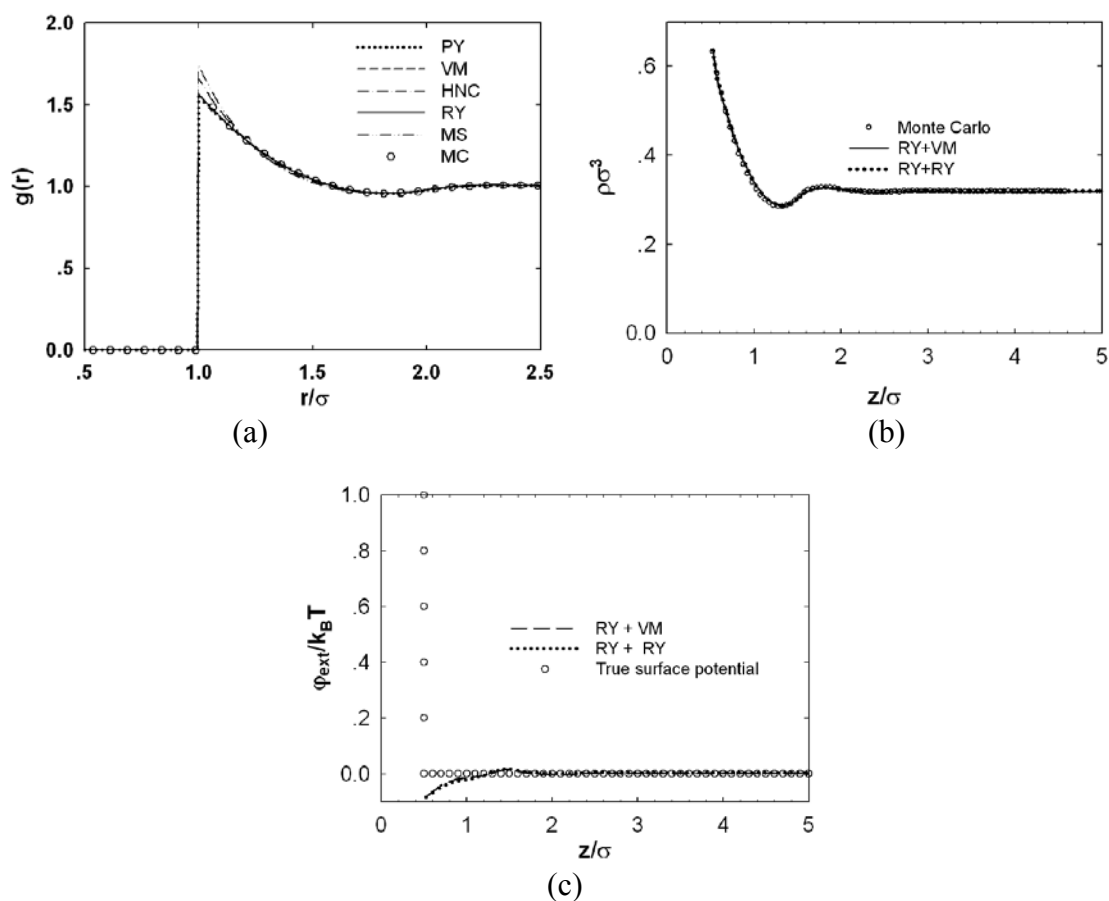 2.0
1.5
1.0
.5
0.0
g(r)
PY
VM
HNC
RY
MS
MC
.5 1.0 1.5 2.0 2.5
r/σ
(a)
.6
.4
.2
0.0
ρσ³
Monte Carlo
RY+VM
RY+RY
0 1 2 3 4 5
z/σ
(b)
1.0
.8
.6
.4
.2
0.0
φext/kBT
RY + VM
RY + RY
True surface potential
0 1 2 3 4 5
z/σ
(c)